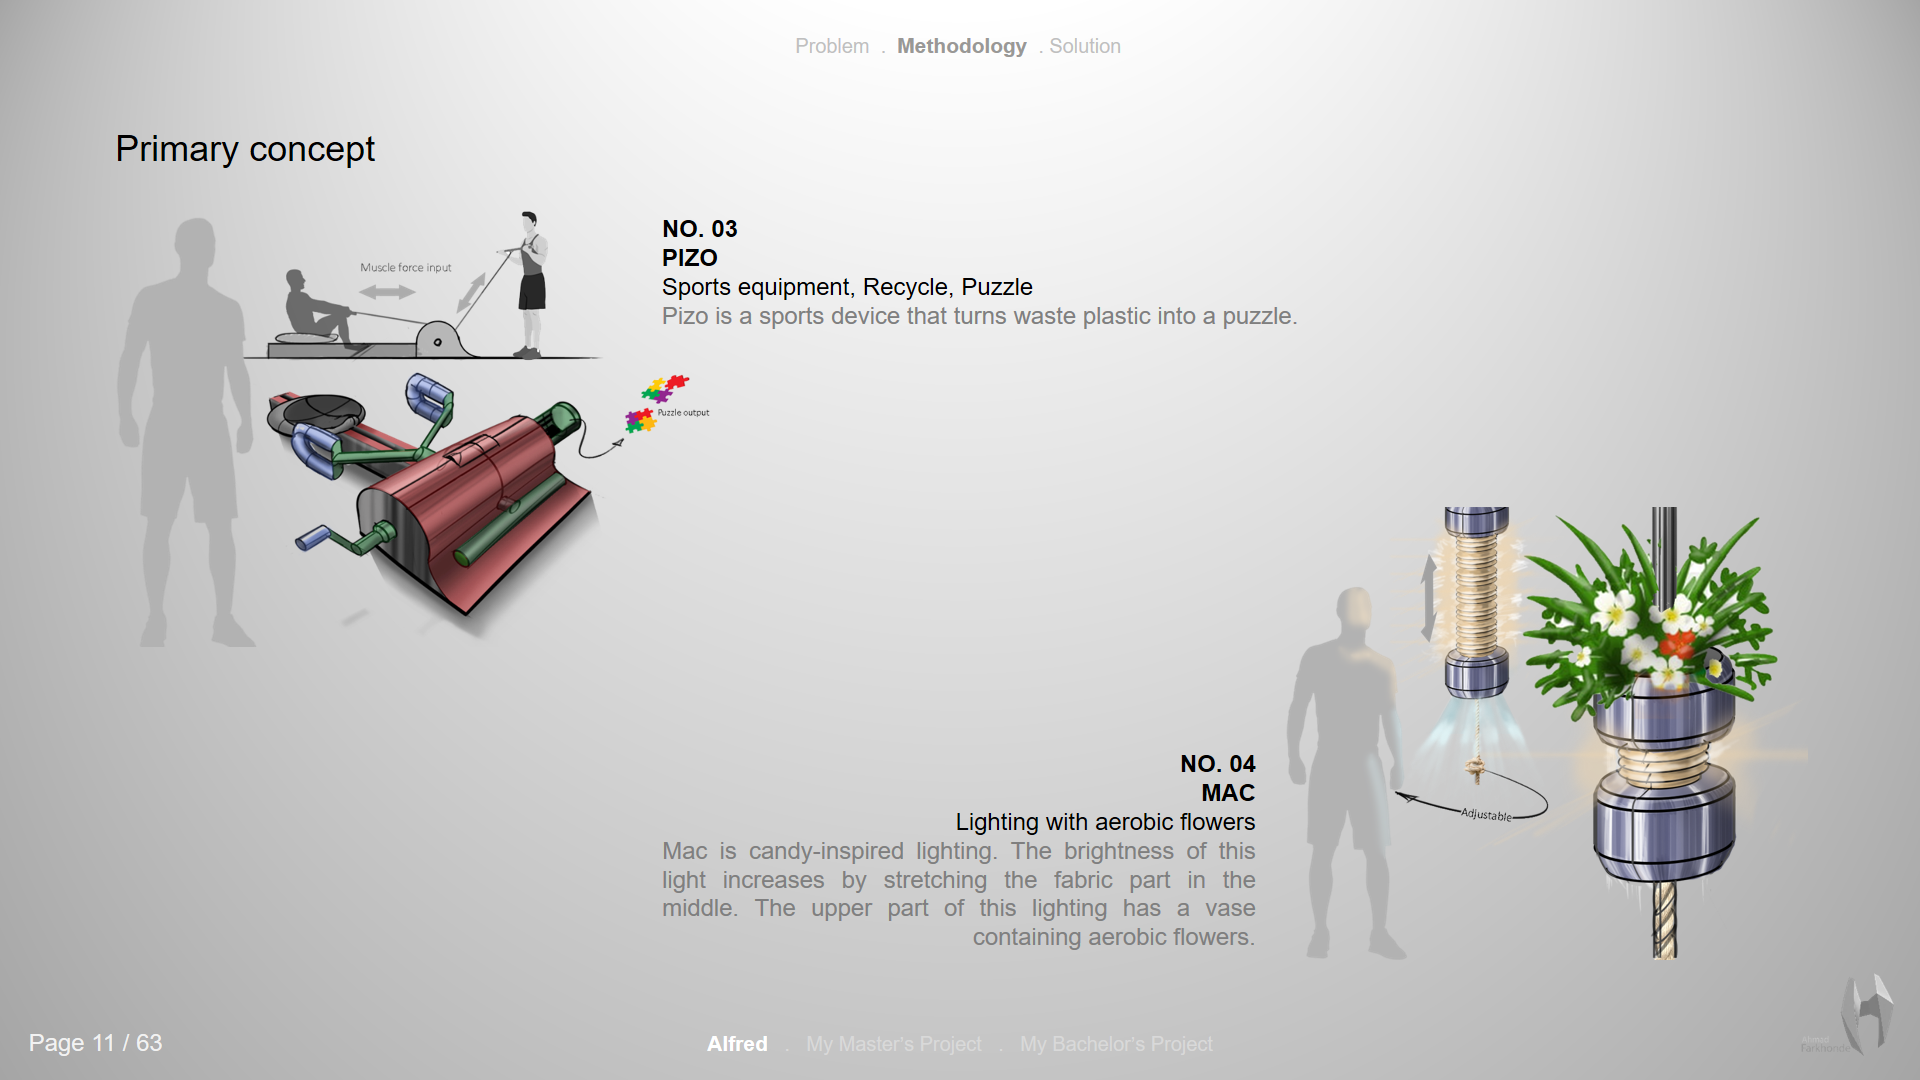 Problem . Methodology . Solution
Primary concept
Muscle force input
NO. 03
PIZO
Sports equipment, Recycle, Puzzle
Pizo is a sports device that turns waste plastic into a puzzle.
Puzzle output
NO. 04
MAC
Lighting with aerobic flowers
Mac is candy-inspired lighting. The brightness of this
light increases by stretching the fabric part in the
middle. The upper part of this lighting has a vase
containing aerobic flowers.
Adjustable
Page 11 / 63
Alfred . My Master's Project . My Bachelor's Project
Ahmad